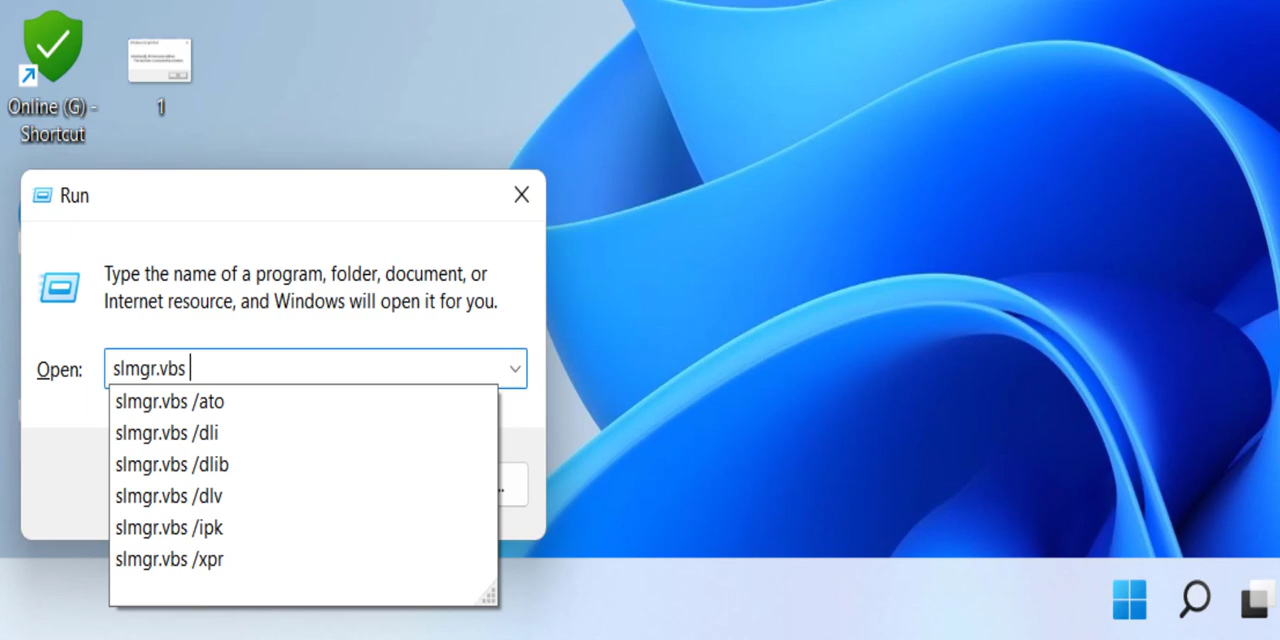 Online (G) -
Shortcut
1
Run
Type the name of a program, folder, document, or
Internet resource, and Windows will open it for you.
Open:
slmgr.vbs
slmgr.vbs /ato
slmgr.vbs /dli
slmgr.vbs /dlib
slmgr.vbs /dlv
slmgr.vbs /ipk
slmgr.vbs /xpr